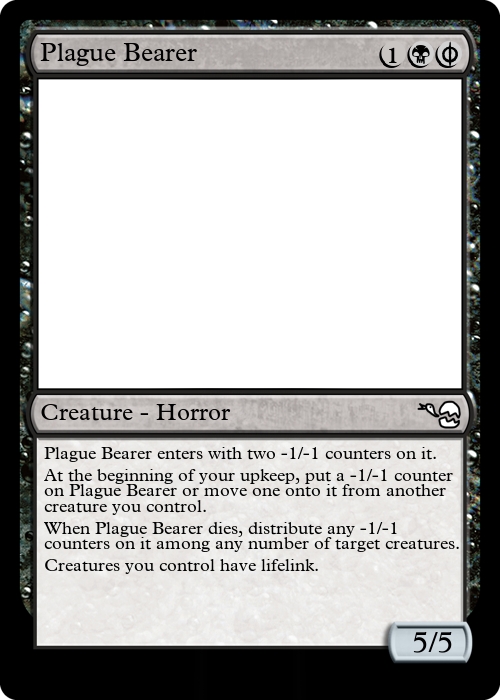 Plague Bearer 1
Creature - Horror
Plague Bearer enters with two -1/-1 counters on it.
At the beginning of your upkeep, put a -1/-1 counter
on Plague Bearer or move one onto it from another
creature you control.
When Plague Bearer dies, distribute any -1/-1
counters on it among any number of target creatures.
Creatures you control have lifelink.
5/5